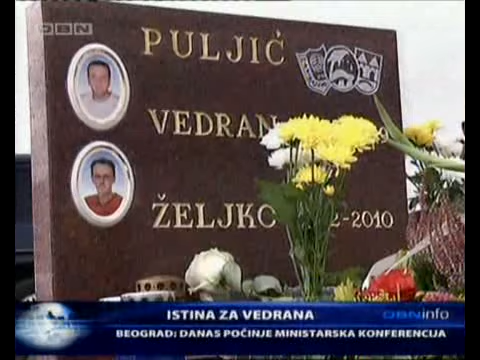 OBN
PULJIĆ
VEDRAN
ŽELJKO 2-2010
ISTINA ZA VEDRANA
OBNinfo
BEOGRAD: DANAS POČINJE MINISTARSKA KONFERENCIJA